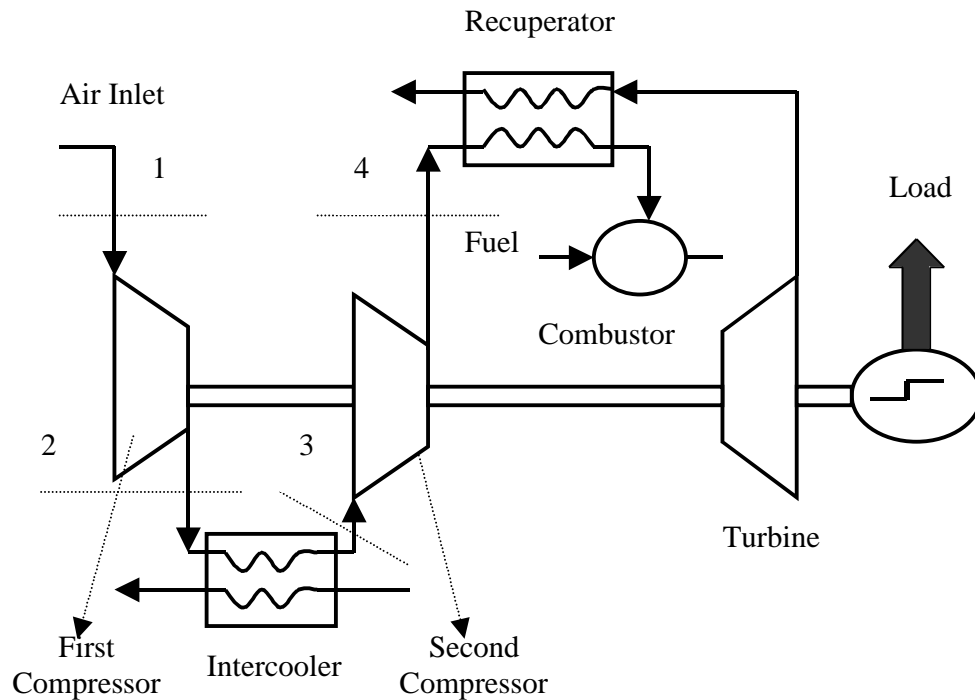 Recuperator
Air Inlet
1
4
Load
Fuel
Combustor
2
3
Turbine
First
Compressor
Intercooler
Second
Compressor